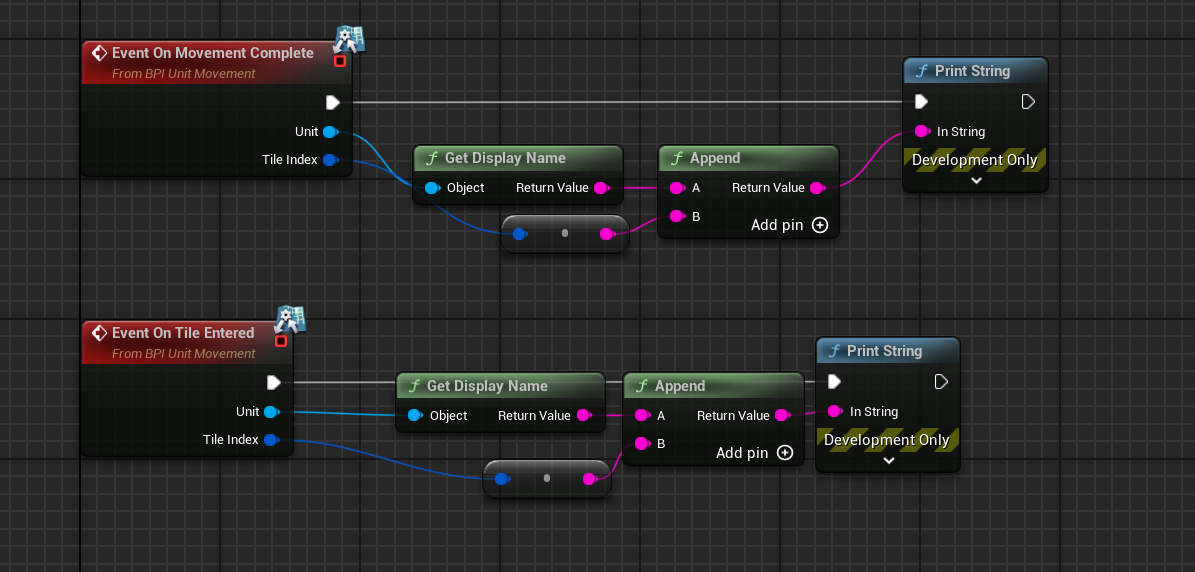 Event On Movement Complete
From BPI Unit Movement
Unit
Tile Index
Get Display Name
Object Return Value
Append
A Return Value
B
Add pin
Print String
In String
Development Only
Event On Tile Entered
From BPI Unit Movement
Unit
Tile Index
Get Display Name
Object Return Value
Append
A Return Value
B
Add pin
Print String
In String
Development Only